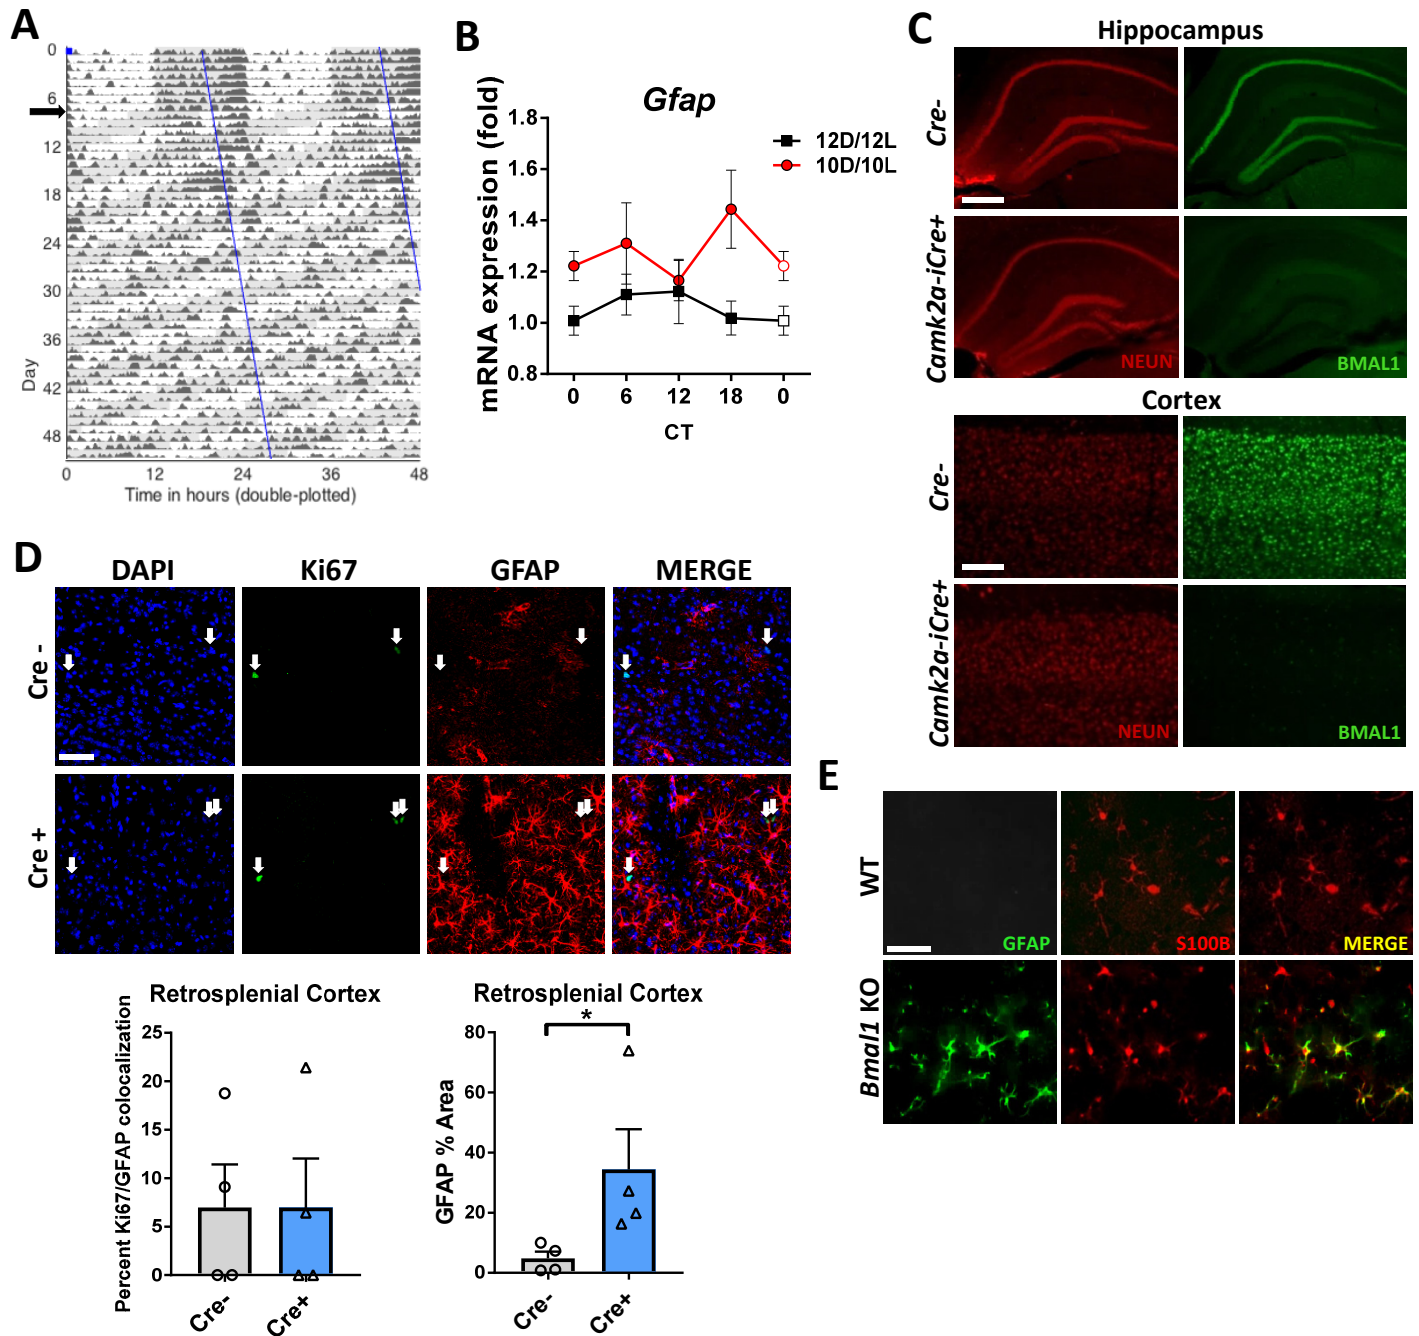 A
0
6
12
18
24
30
36
42
48
Day
0
12
24
36
48
Time in hours (double-plotted)
B
Gfap
mRNA expression (fold)
1.8
1.6
1.4
1.2
1.0
0.8
0
6
12
18
0
CT
12D/12L
10D/10L
C
Hippocampus
Cre-
Camk2a-iCre+
NEUN
BMAL1
Cortex
Cre-
Camk2a-iCre+
NEUN
BMAL1
D
DAPI
Ki67
GFAP
MERGE
Cre -
Cre +
Retrosplenial Cortex
Percent Ki67/GFAP colocalization
25
20
15
10
5
0
Cre-
Cre+
Retrosplenial Cortex
*
GFAP % Area
80
60
40
20
0
Cre-
Cre+
E
WT
GFAP
S100B
MERGE
Bmal1 KO